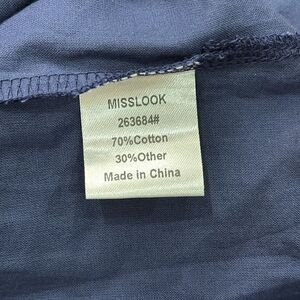 MISSLOOK
263684#
70%Cotton
30%Other
Made in China